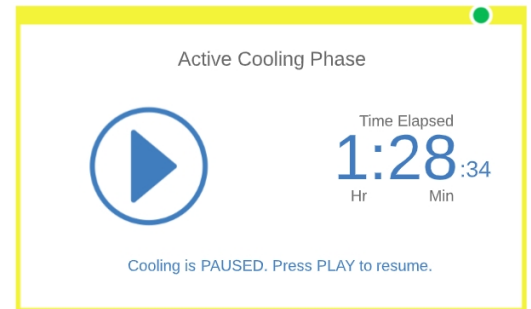 Active Cooling Phase
Time Elapsed
1:28:34
Hr Min
Cooling is PAUSED. Press PLAY to resume.